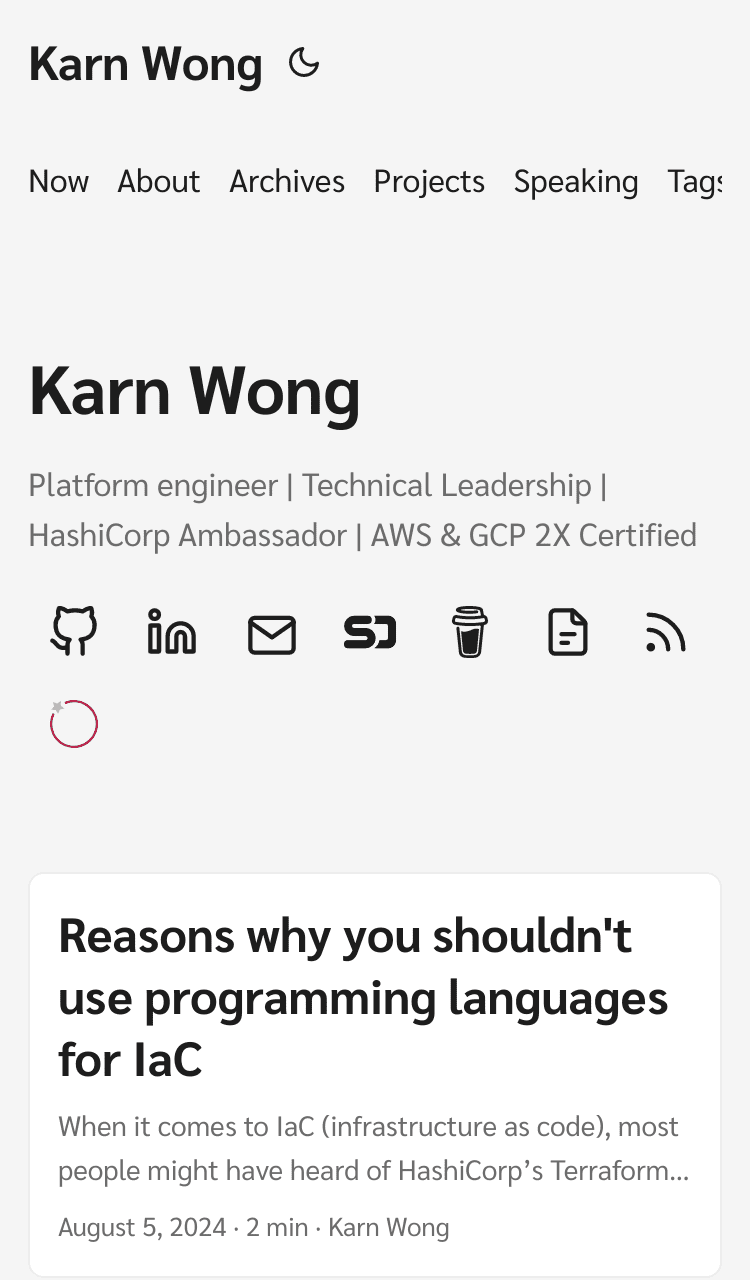 Karn Wong
Now About Archives Projects Speaking Tags
Karn Wong
Platform engineer | Technical Leadership |
HashiCorp Ambassador | AWS & GCP 2X Certified
Reasons why you shouldn't
use programming languages
for IaC
When it comes to IaC (infrastructure as code), most
people might have heard of HashiCorp’s Terraform...
August 5, 2024 · 2 min · Karn Wong